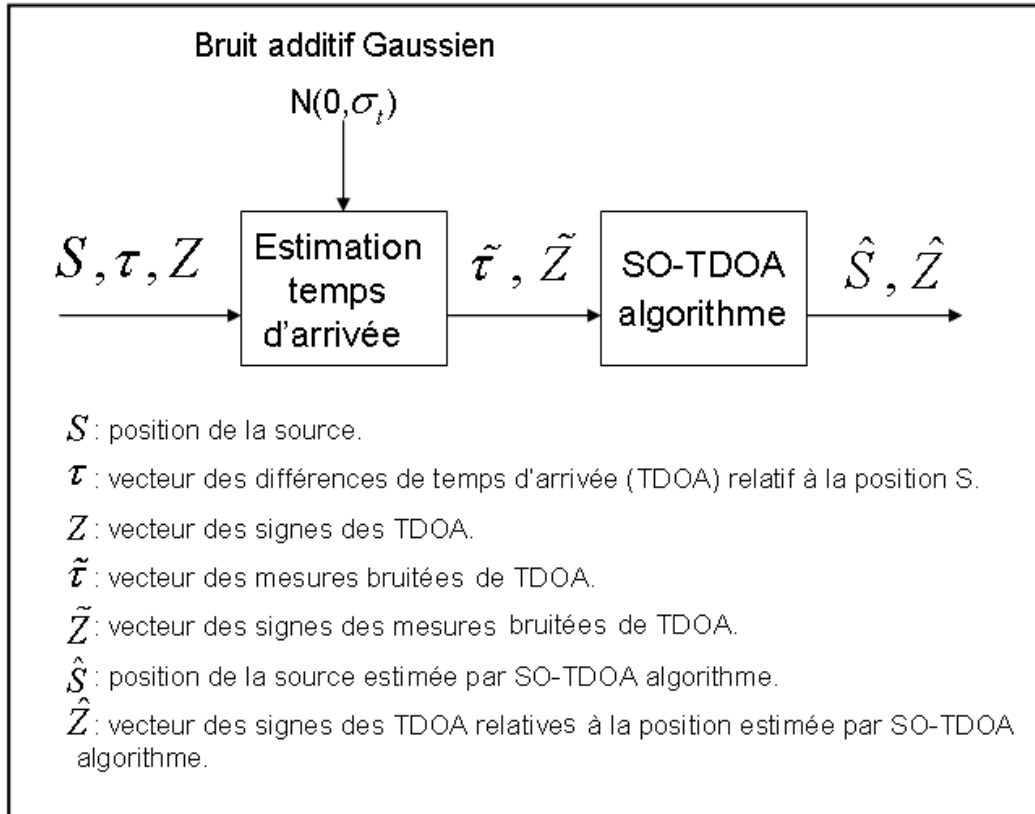 Bruit additif Gaussien
N(0,σ_t)
S , τ , Z
Estimation
temps
d'arrivée
τ̃ , Z̃
SO-TDOA
algorithme
Ŝ , Ẑ
S : position de la source.
τ : vecteur des différences de temps d'arrivée (TDOA) relatif à la position S.
Z : vecteur des signes des TDOA.
τ̃ : vecteur des mesures bruitées de TDOA.
Z̃ : vecteur des signes des mesures bruitées de TDOA.
Ŝ : position de la source estimée par SO-TDOA algorithme.
Ẑ : vecteur des signes des TDOA relatives à la position estimée par SO-TDOA
algorithme.